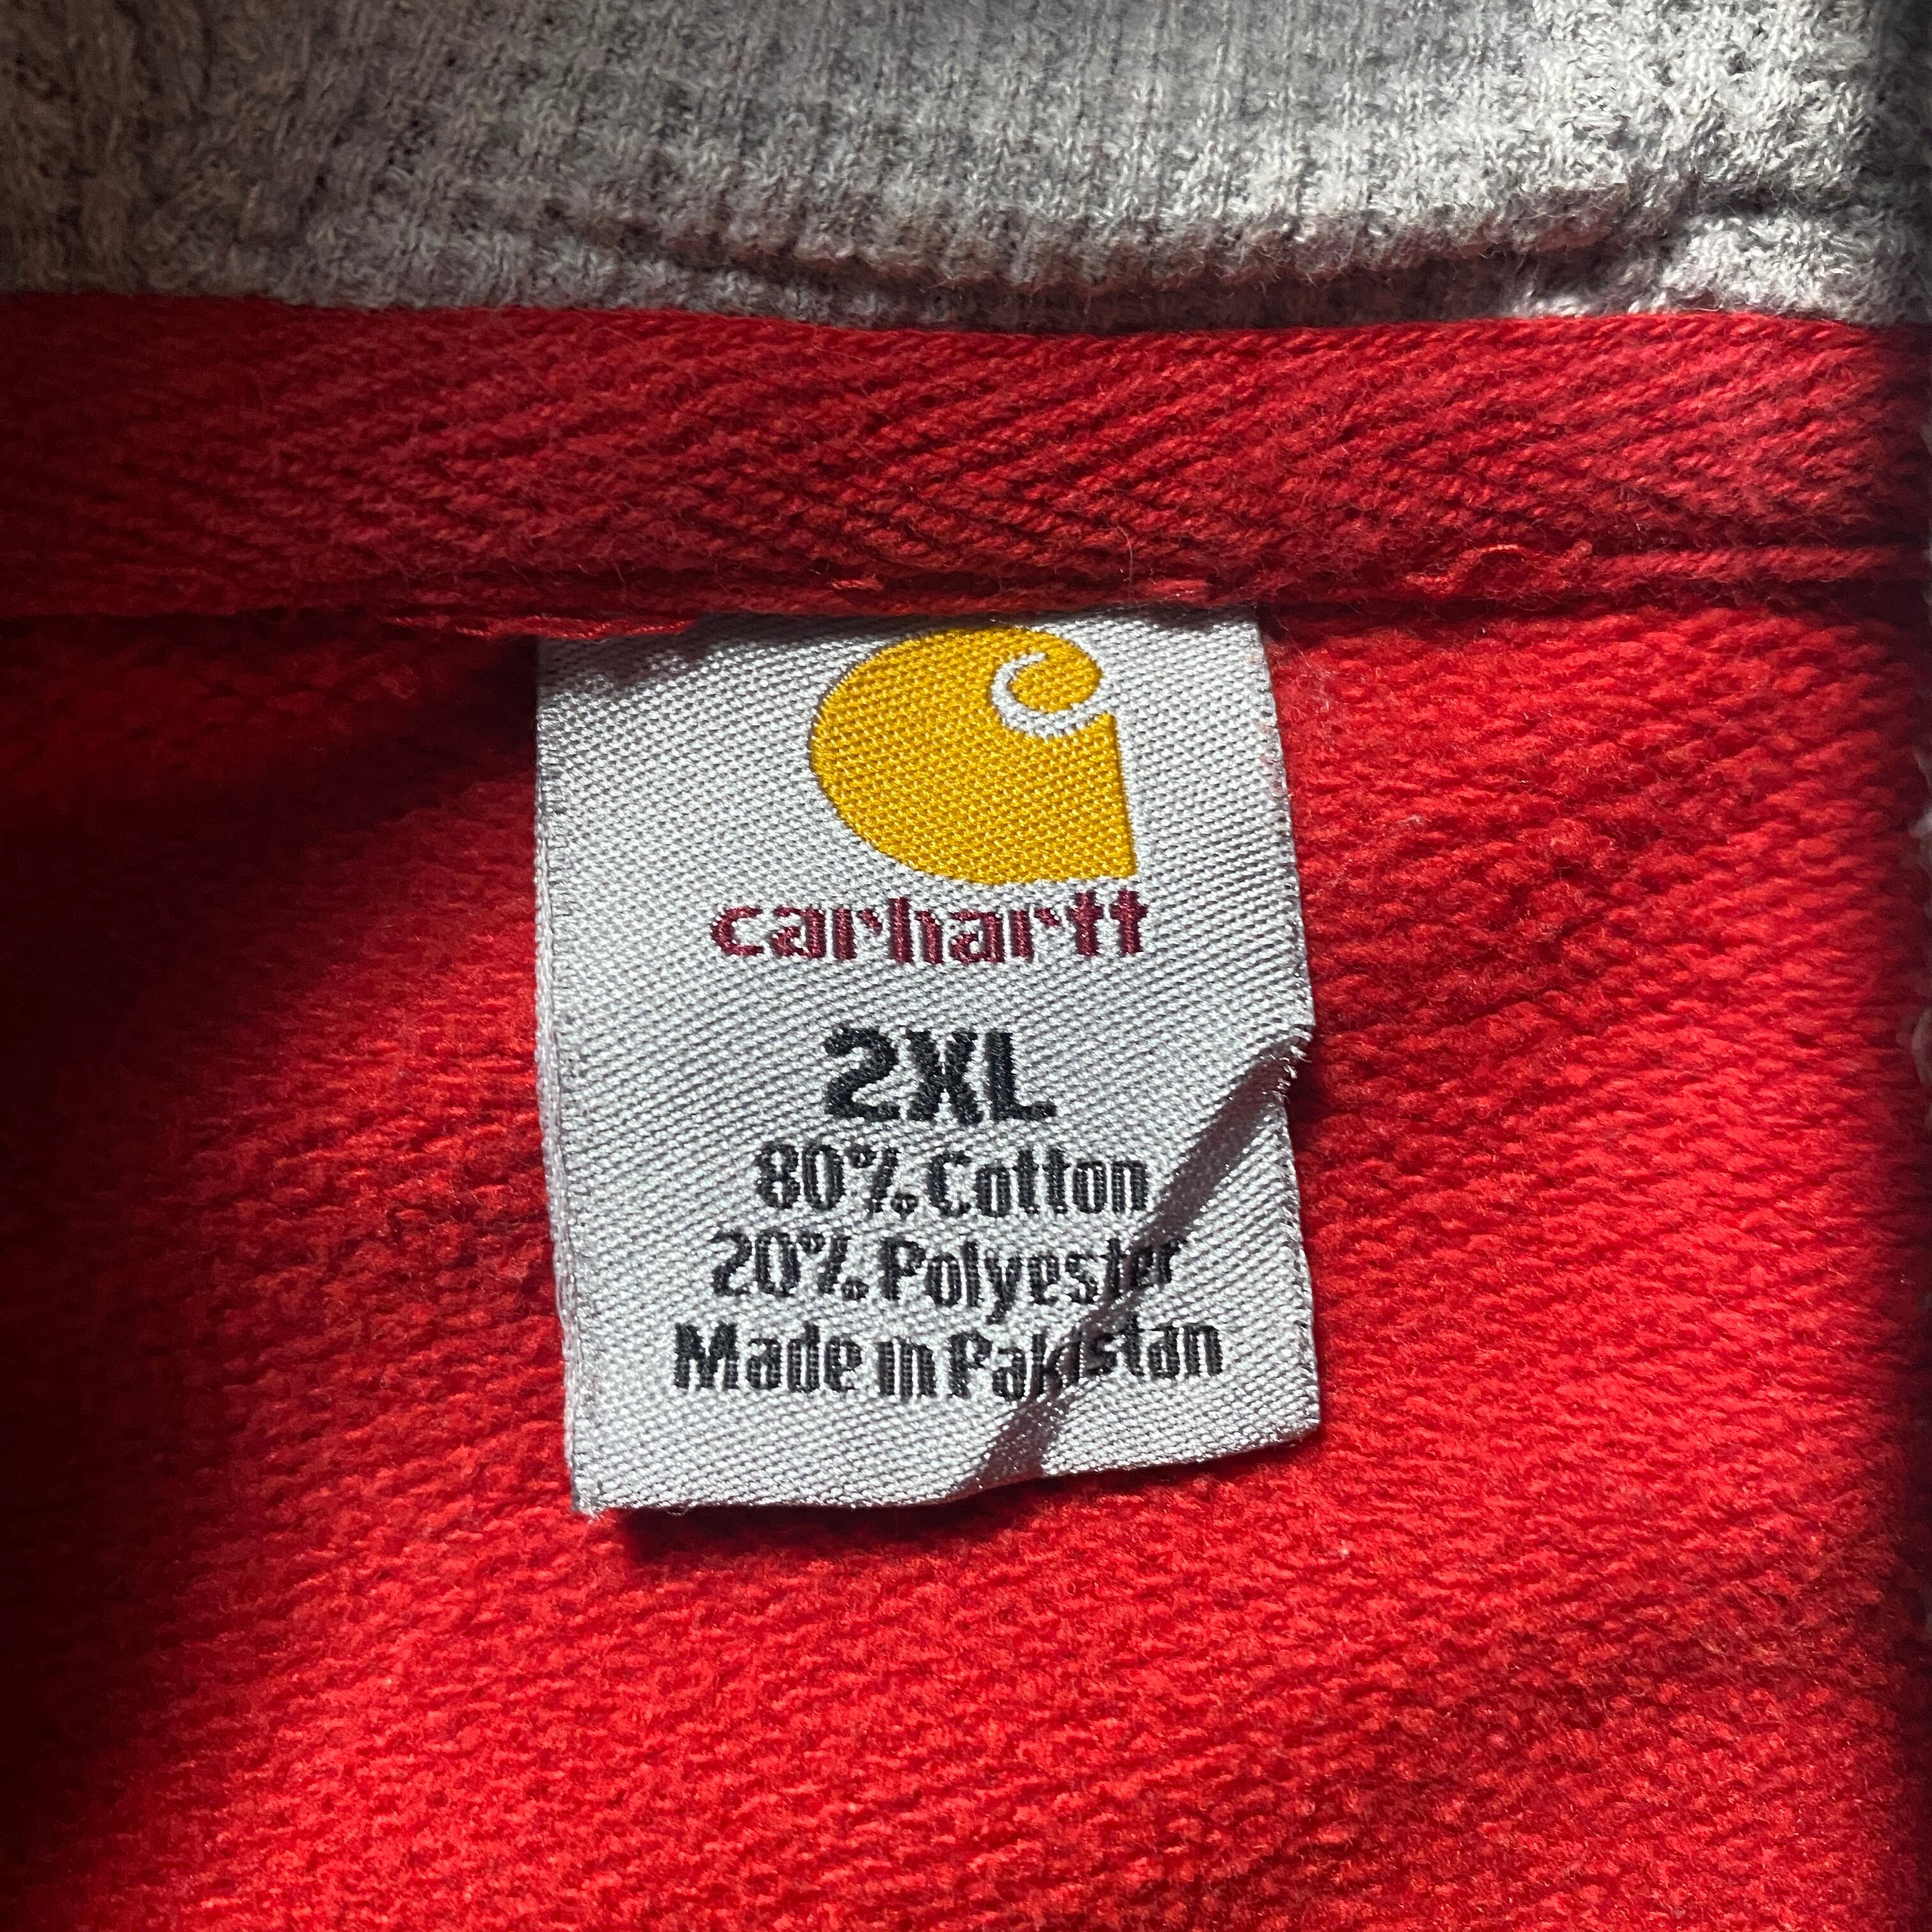 carhartt
2XL
80% Cotton
20% Polyester
Made in Pakistan